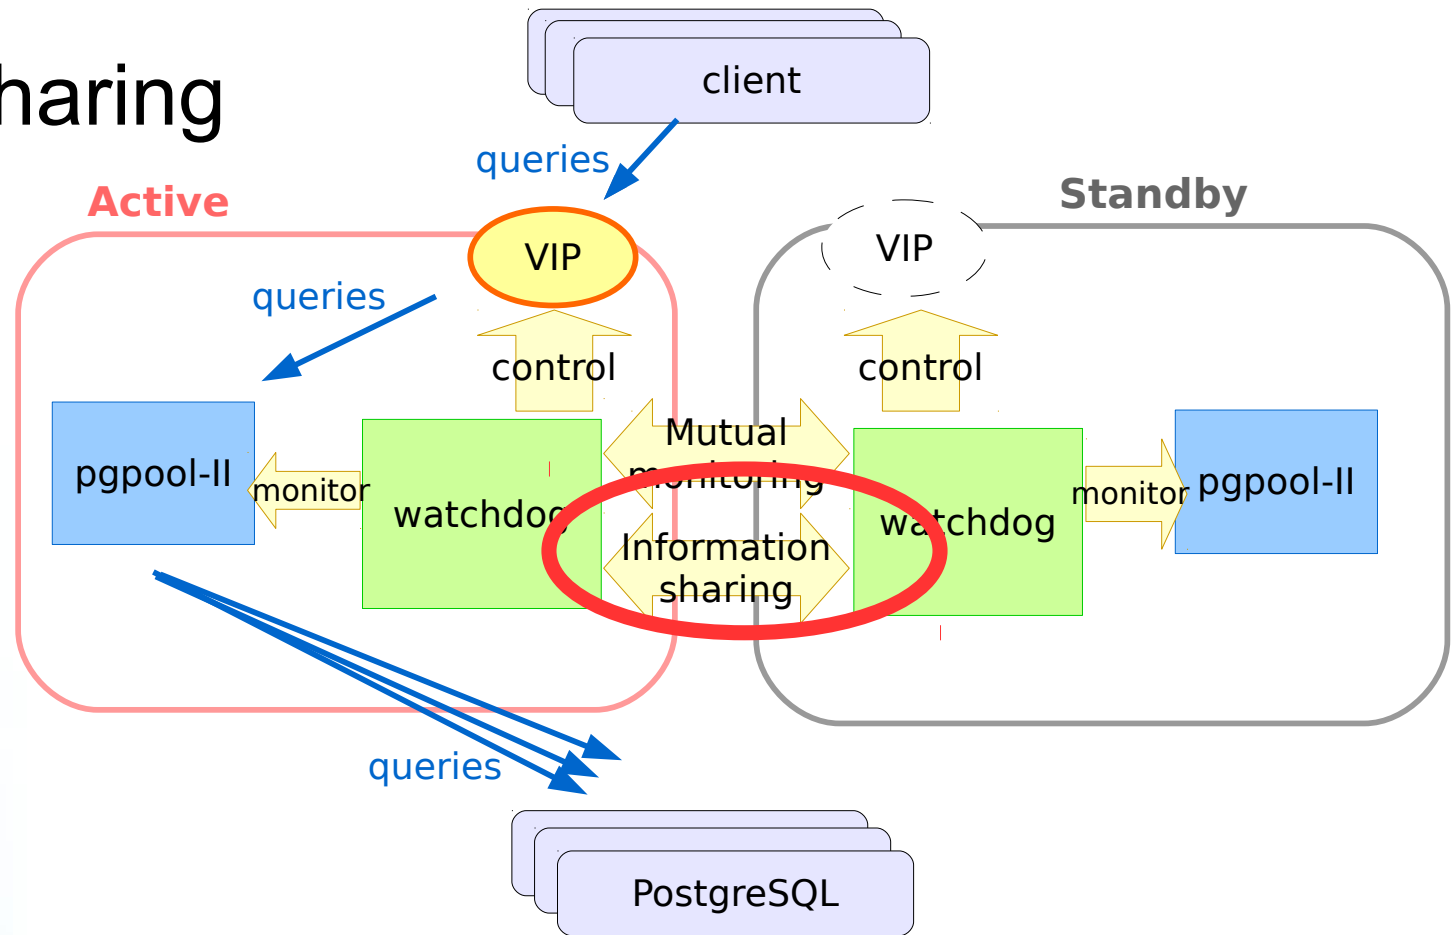 haring
client
queries
Active
Standby
VIP
VIP
queries
control
control
Mutual
monitoring
pgpool-II
monitor
watchdog
watchdog
monitor
pgpool-II
Information
sharing
queries
PostgreSQL